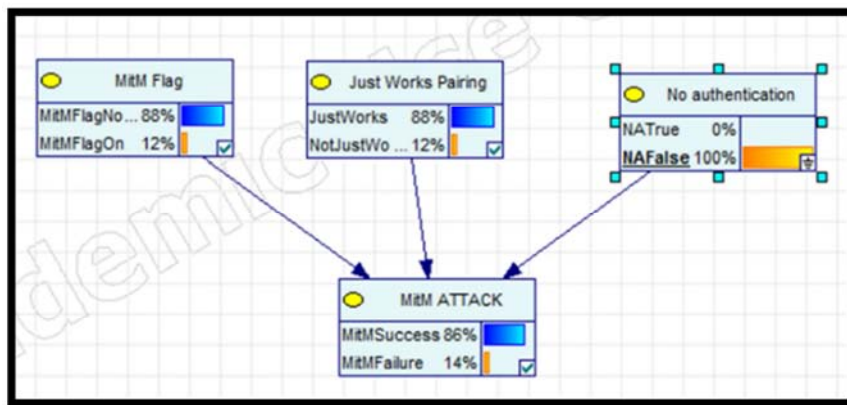 MitM Flag
MitMFlagNo... 88%
MitMFlagOn 12%
Just Works Pairing
JustWorks 88%
NotJustWo ... 12%
No authentication
NATrue 0%
NAFalse 100%
MitM ATTACK
MitMSuccess 86%
MitMFailure 14%